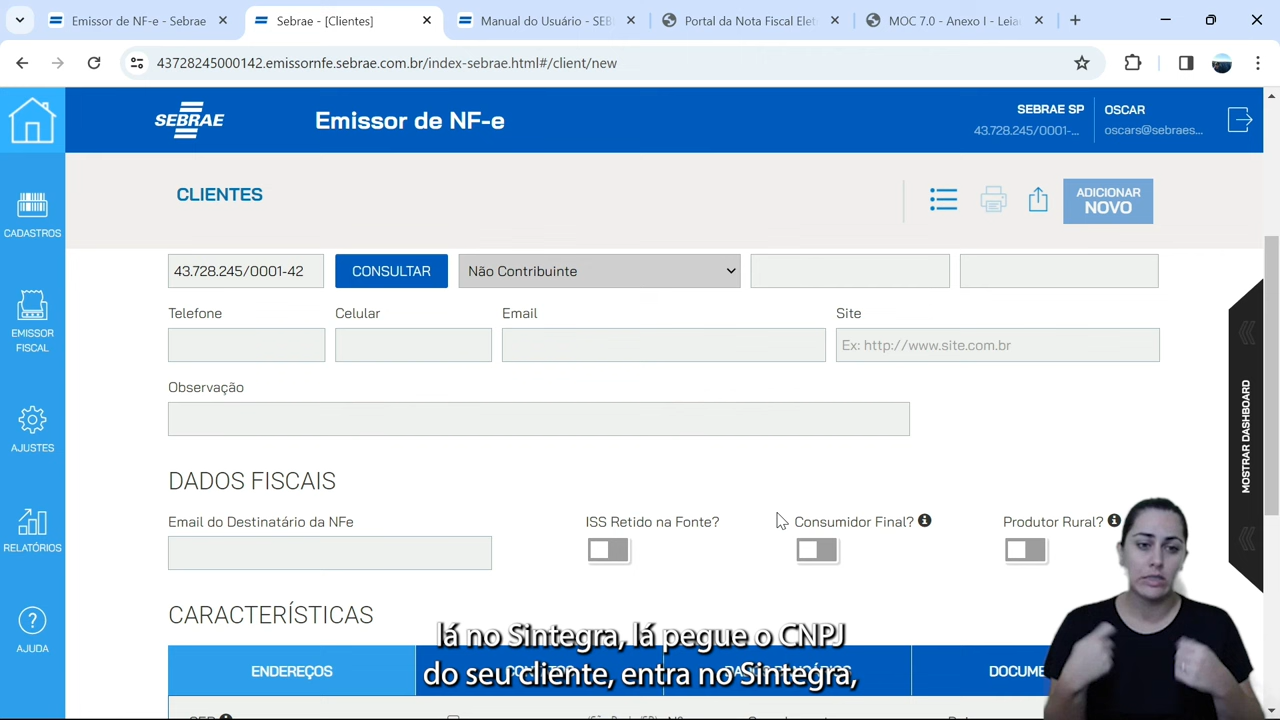 Emissor de NF-e - Sebrae
Sebrae - [Clientes]
Manual do Usuário - SEB
Portal da Nota Fiscal Elet
MOC 7.0 - Anexo I - Leia
43728245000142.emissornfe.sebrae.com.br/index-sebrae.html#/client/new
SEBRAE
Emissor de NF-e
SEBRAE SP
43.728.245/0001-...
OSCAR
oscars@sebraes...
CADASTROS
EMISSOR
FISCAL
AJUSTES
RELATÓRIOS
AJUDA
CLIENTES
ADICIONAR
NOVO
43.728.245/0001-42
CONSULTAR
Não Contribuinte
Telefone
Celular
Email
Site
Ex: http://www.site.com.br
Observação
DADOS FISCAIS
Email do Destinatário da NFe
ISS Retido na Fonte?
Consumidor Final?
Produtor Rural?
CARACTERÍSTICAS
ENDEREÇOS
DOCUME
MOSTRAR DASHBOARD
lá no Sintegra, lá pegue o CNPJ
do seu cliente, entra no Sintegra,